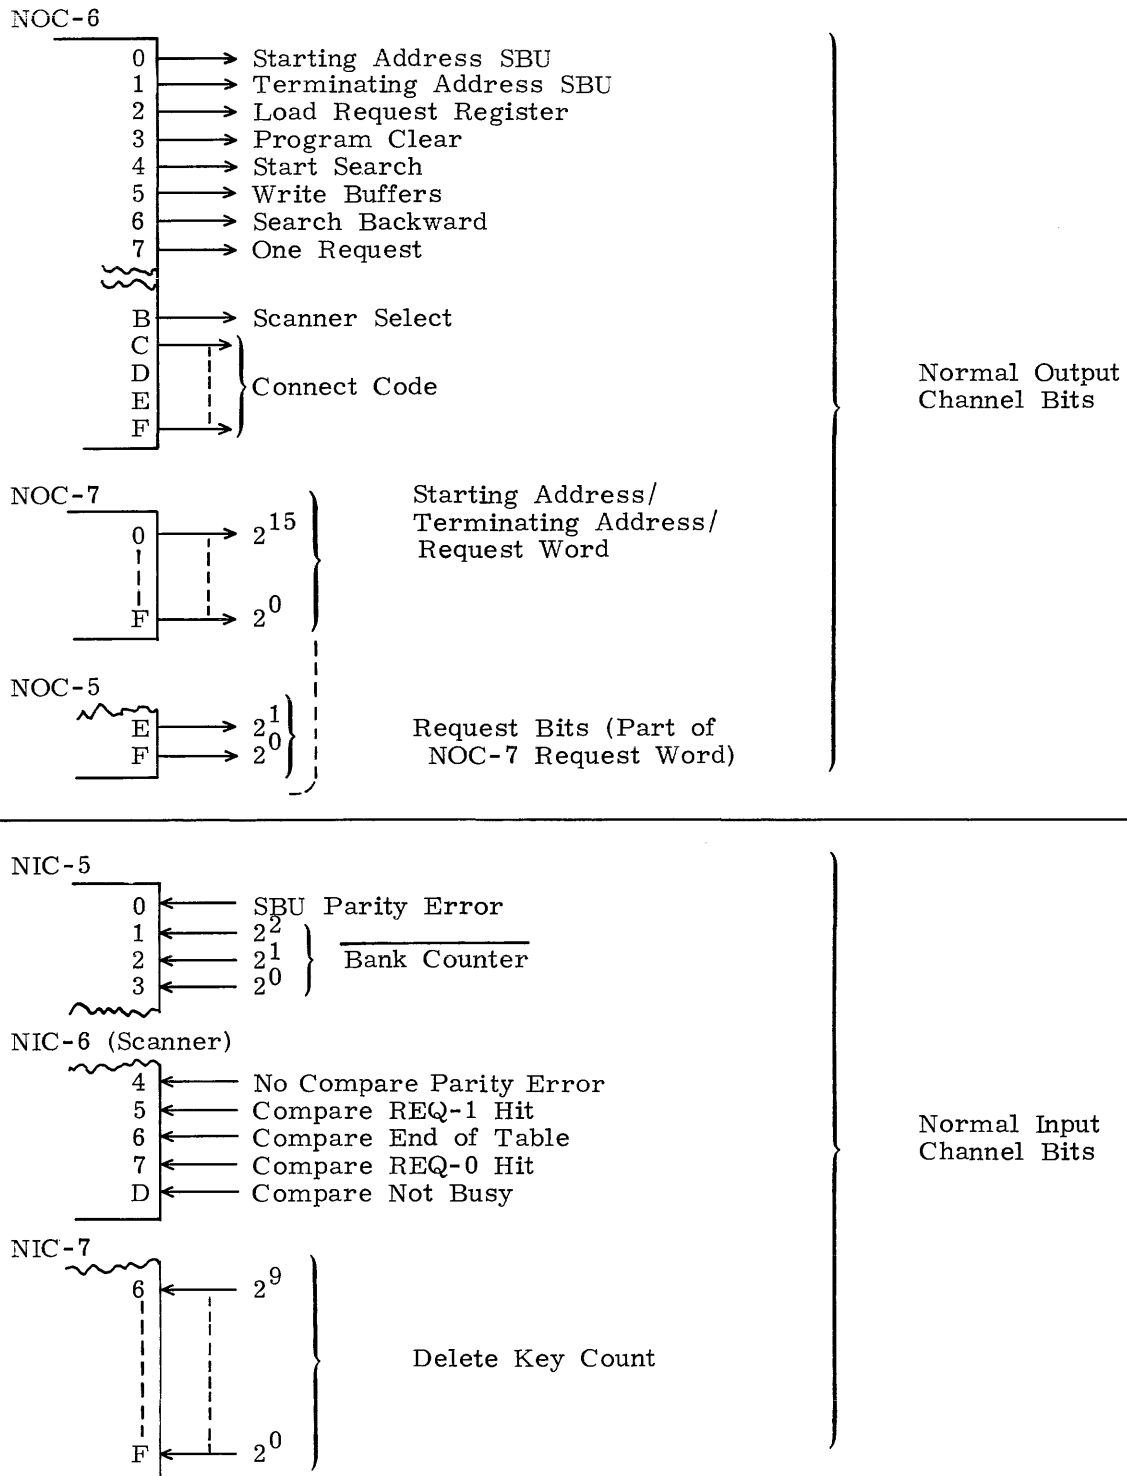 NOC-6
0 Starting Address SBU
1 Terminating Address SBU
2 Load Request Register
3 Program Clear
4 Start Search
5 Write Buffers
6 Search Backward
7 One Request
B Scanner Select
C
D
E
F
Connect Code
Normal Output
Channel Bits
NOC-7
0 2^15
F 2^0
Starting Address/
Terminating Address/
Request Word
NOC-5
E 2^1
F 2^0
Request Bits (Part of
NOC-7 Request Word)
NIC-5
0 SBU Parity Error
1 2^2
2 2^1
3 2^0
Bank Counter
NIC-6 (Scanner)
4 No Compare Parity Error
5 Compare REQ-1 Hit
6 Compare End of Table
7 Compare REQ-0 Hit
D Compare Not Busy
Normal Input
Channel Bits
NIC-7
6 2^9
Delete Key Count
F 2^0